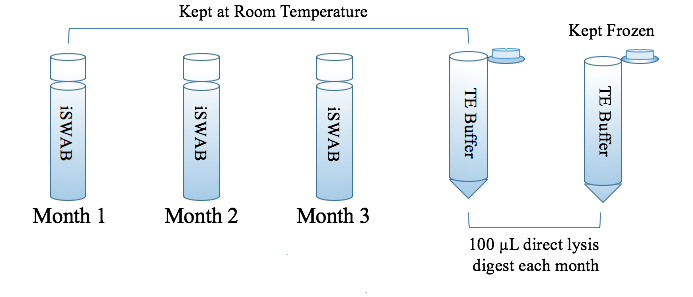 Kept at Room Temperature
Kept Frozen
iSWAB
iSWAB
iSWAB
TE Buffer
TE Buffer
Month 1
Month 2
Month 3
100 µL direct lysis
digest each month